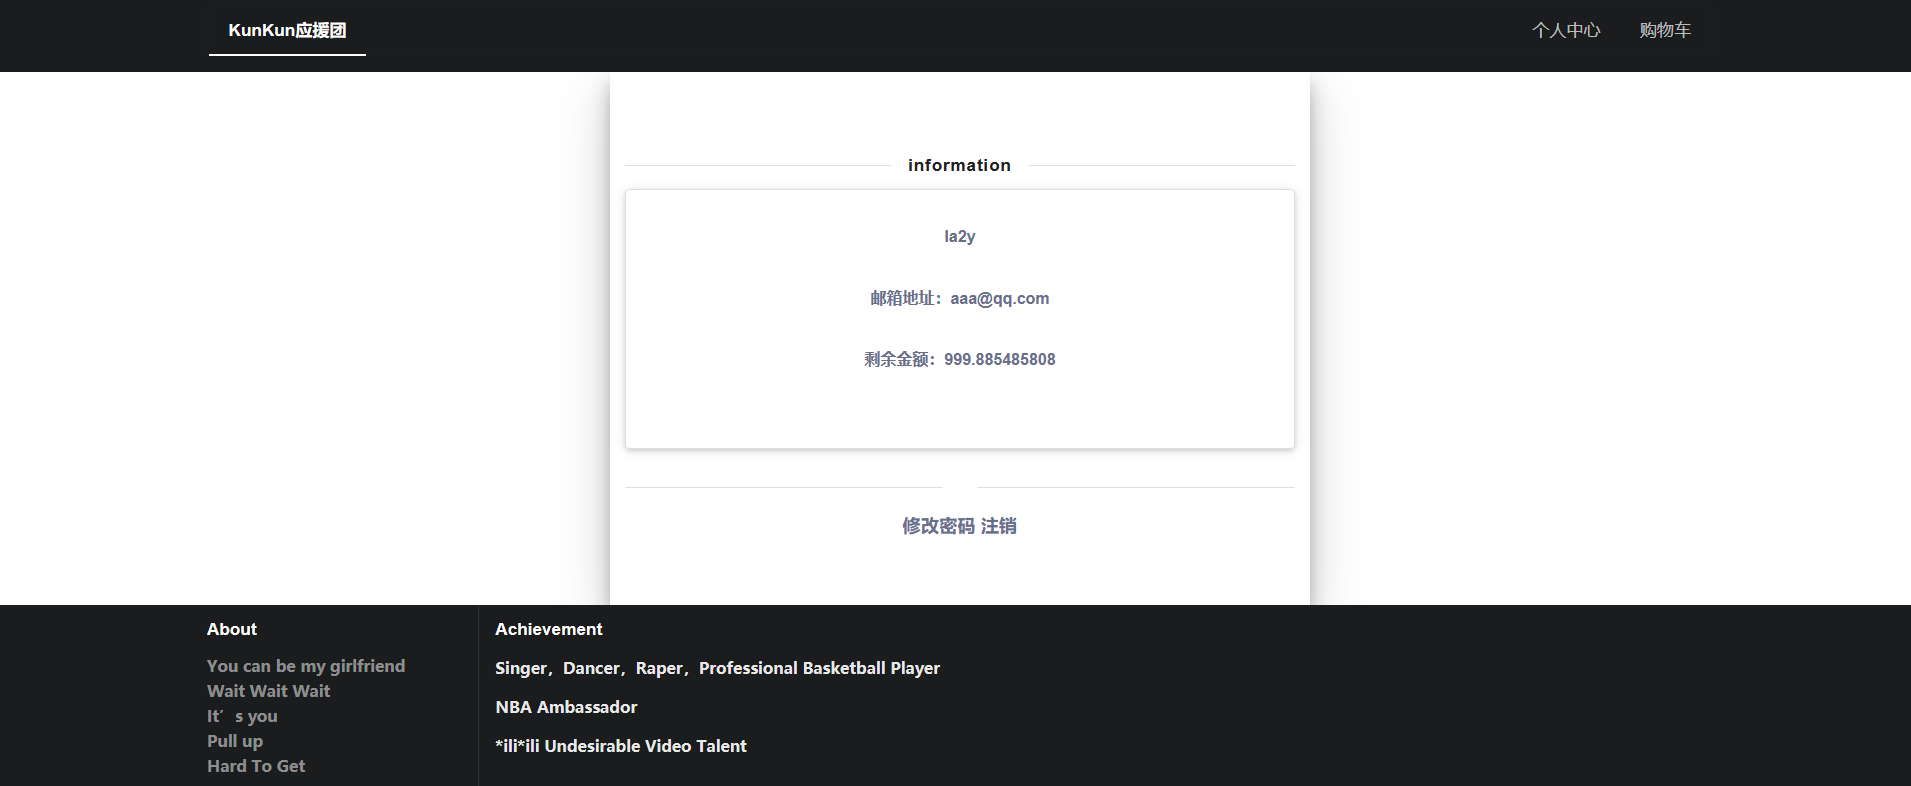 KunKun应援团
个人中心 购物车
information
la2y
邮箱地址：aaa@qq.com
剩余金额：999.885485808
修改密码 注销
About
You can be my girlfriend
Wait Wait Wait
It’s you
Pull up
Hard To Get
Achievement
Singer，Dancer，Raper，Professional Basketball Player
NBA Ambassador
*ili*ili Undesirable Video Talent